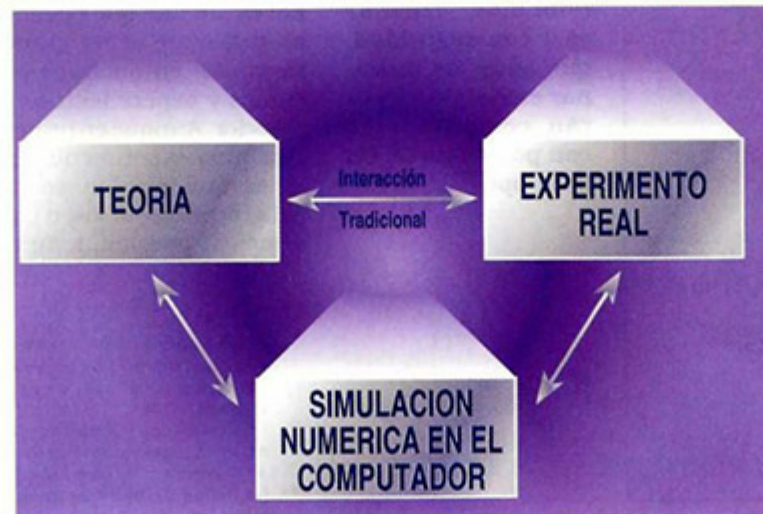 TEORIA
Interacción
Tradicional
EXPERIMENTO
REAL
SIMULACION
NUMERICA EN EL
COMPUTADOR